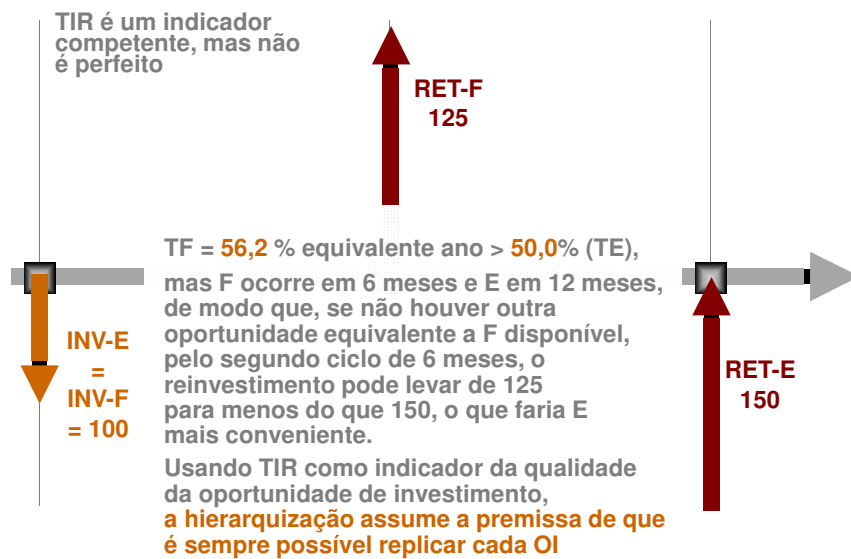 TIR é um indicador
competente, mas não
é perfeito
RET-F
125
TF = 56,2 % equivalente ano > 50,0% (TE),
mas F ocorre em 6 meses e E em 12 meses,
de modo que, se não houver outra
oportunidade equivalente a F disponível,
pelo segundo ciclo de 6 meses, o
reinvestimento pode levar de 125
para menos do que 150, o que faria E
mais conveniente.
INV-E
=
INV-F
= 100
RET-E
150
Usando TIR como indicador da qualidade
da oportunidade de investimento,
a hierarquização assume a premissa de que
é sempre possível replicar cada OI